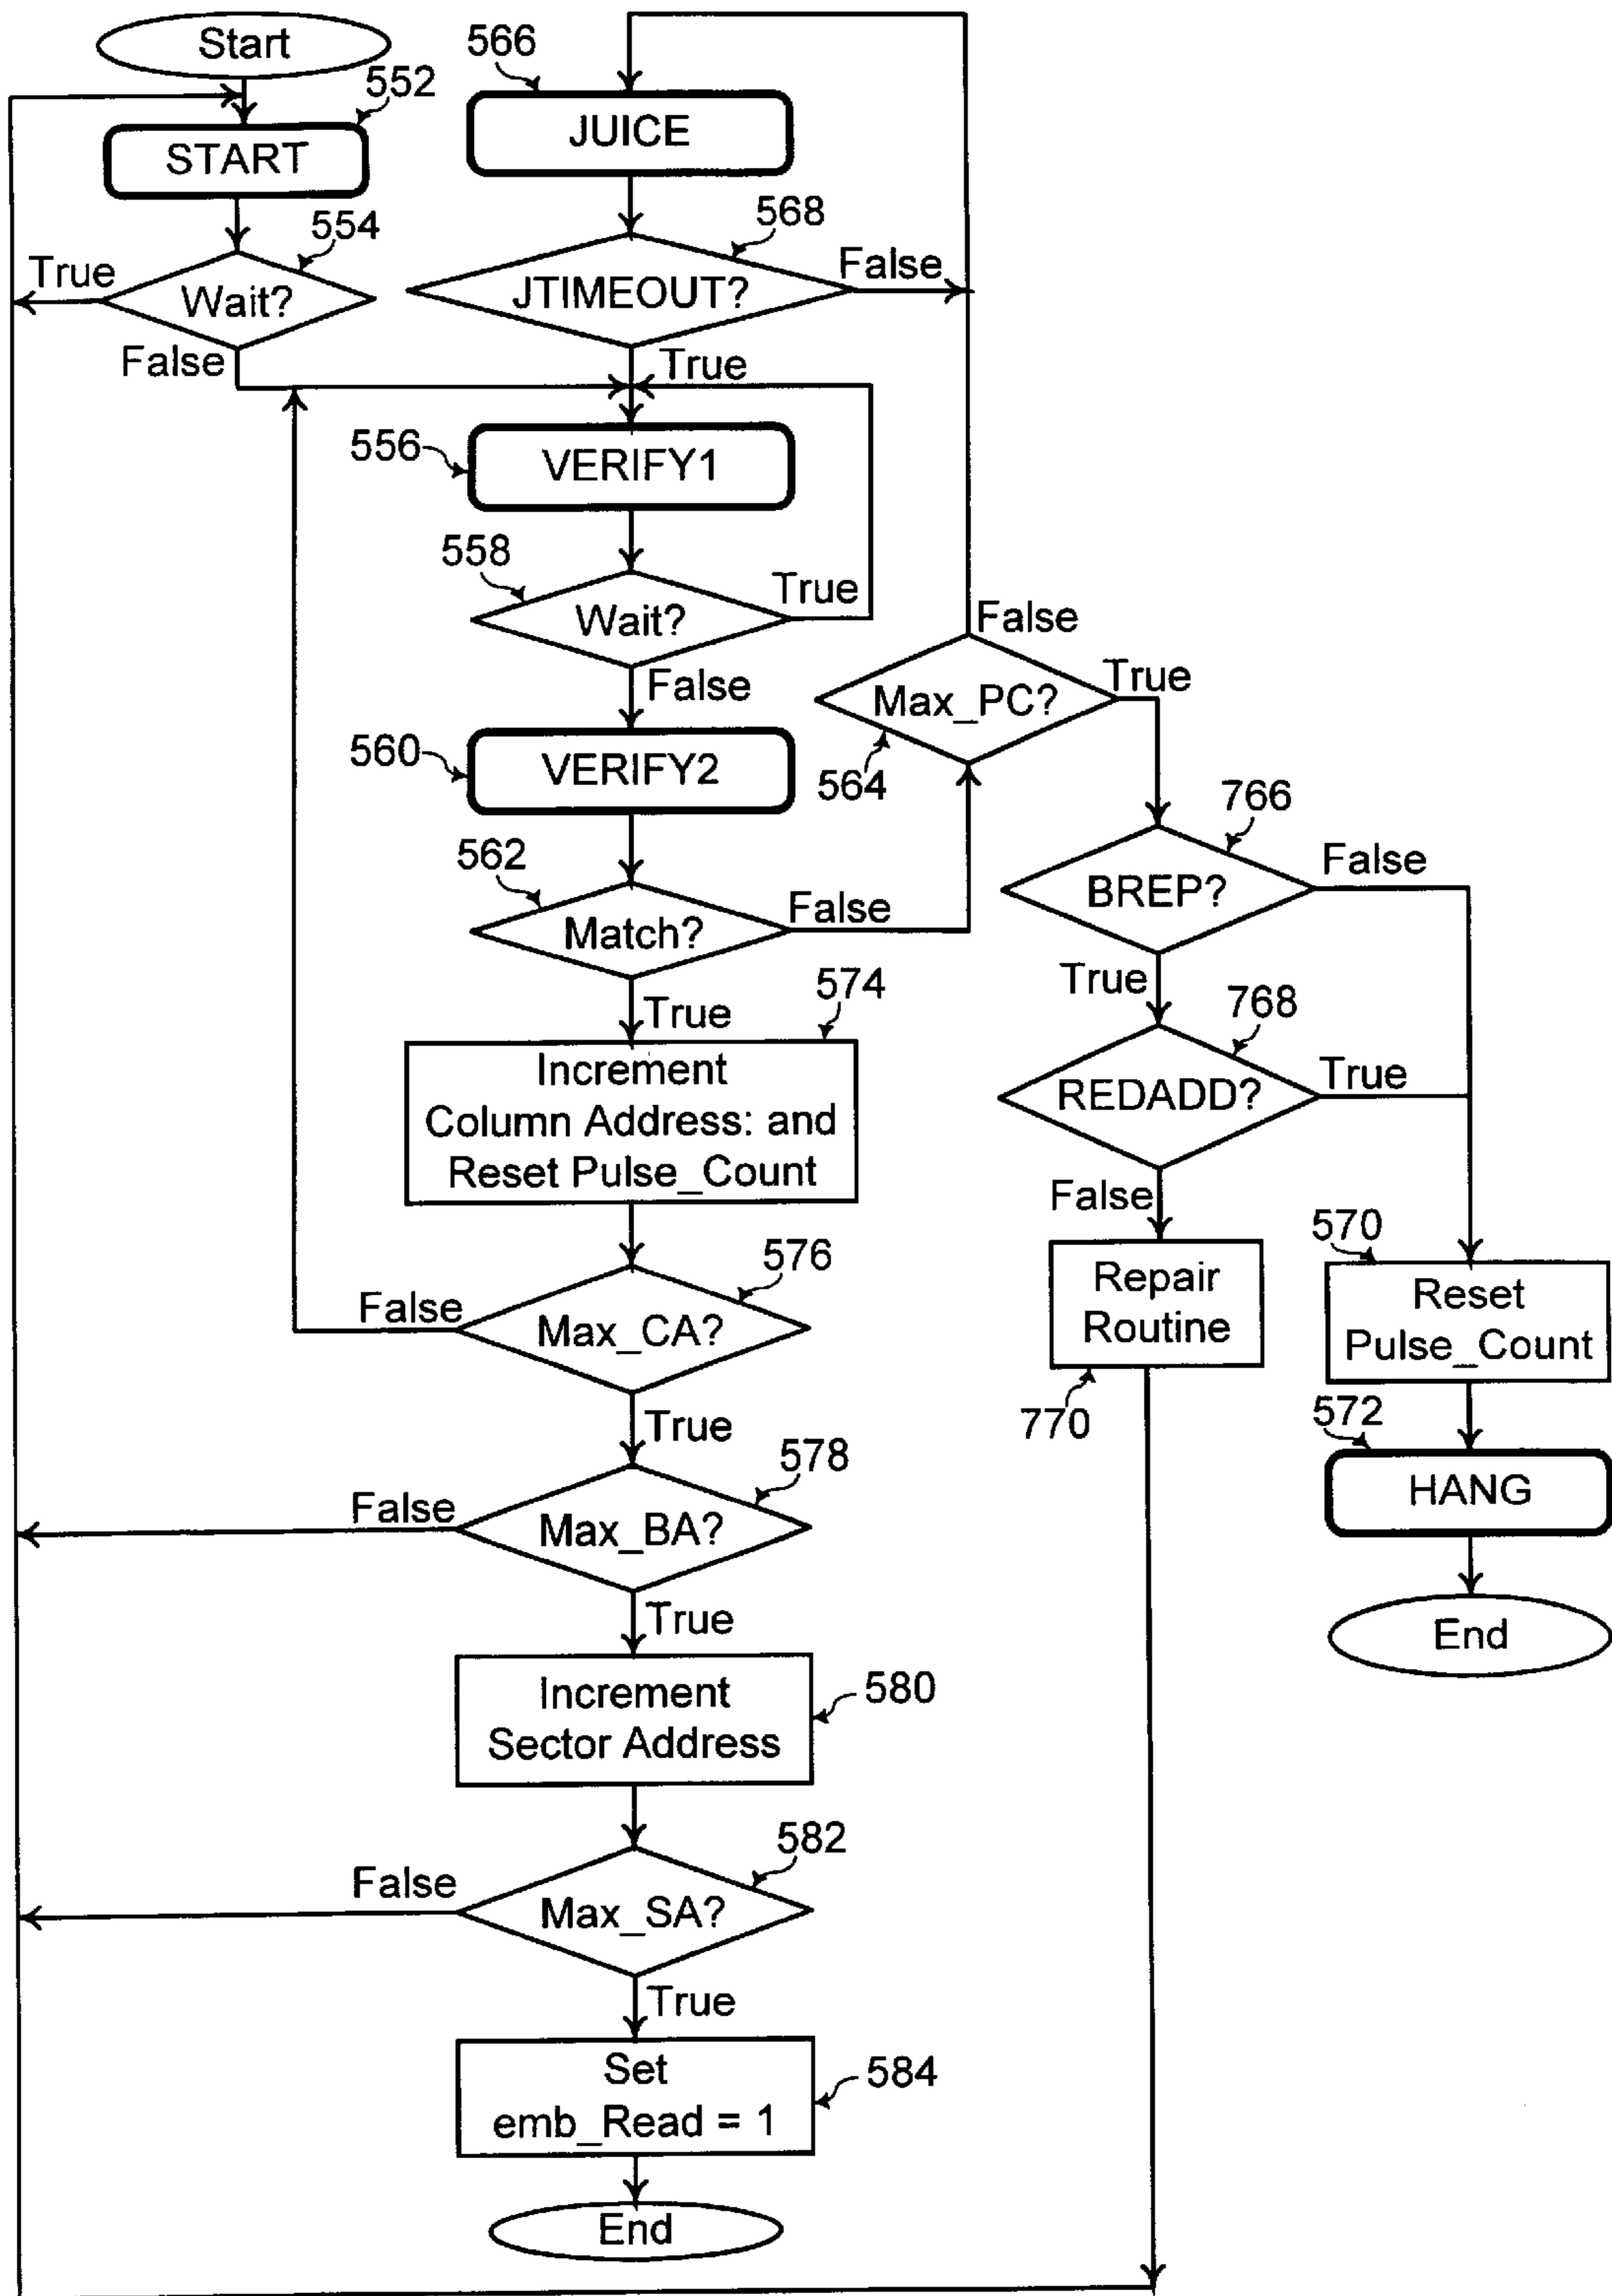 Start
552
START
554
True
Wait?
False
566
JUICE
568
JTIMEOUT?
False
True
556
VERIFY1
558
Wait?
True
False
560
VERIFY2
562
Match?
False
False
Max_PC?
True
564
766
BREP?
False
True
768
REDADD?
True
False
Repair
Routine
770
570
Reset
Pulse_Count
572
HANG
End
True
574
Increment
Column Address: and
Reset Pulse_Count
576
False
Max_CA?
True
578
False
Max_BA?
True
Increment
Sector Address
580
582
False
Max_SA?
True
Set
emb_Read = 1
584
End